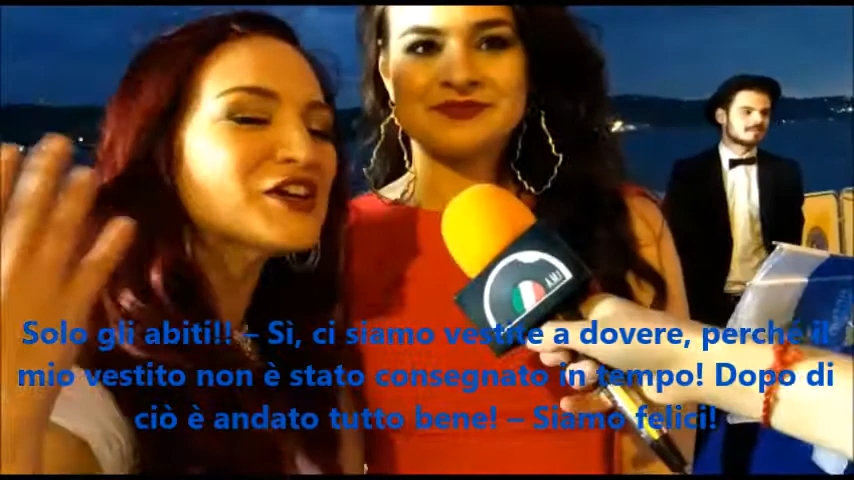 A.M.I
Solo gli abiti!! – Sì, ci siamo vestite a dovere, perché il
mio vestito non è stato consegnato in tempo! Dopo di
ciò è andato tutto bene! – Siamo felici!